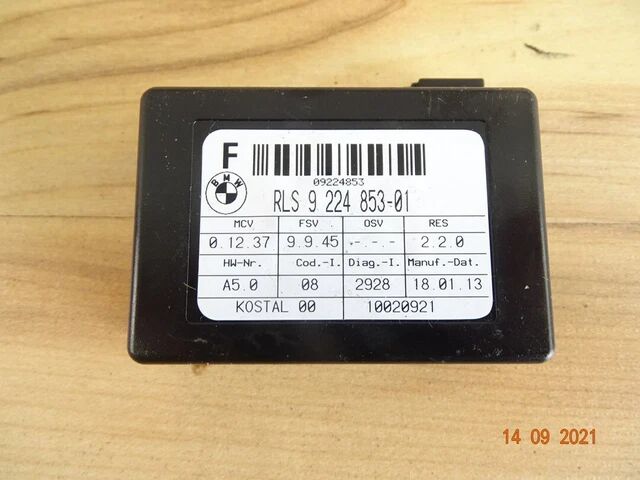 F
09224853
BMW
RLS 9 224 853-01
MCV FSV OSV RES
0.12.37 9.9.45 -.-.- 2.2.0
HW-Nr. Cod.-I. Diag.-I. Manuf.-Dat.
A5.0 08 2928 18.01.13
KOSTAL 00 10020921
14 09 2021